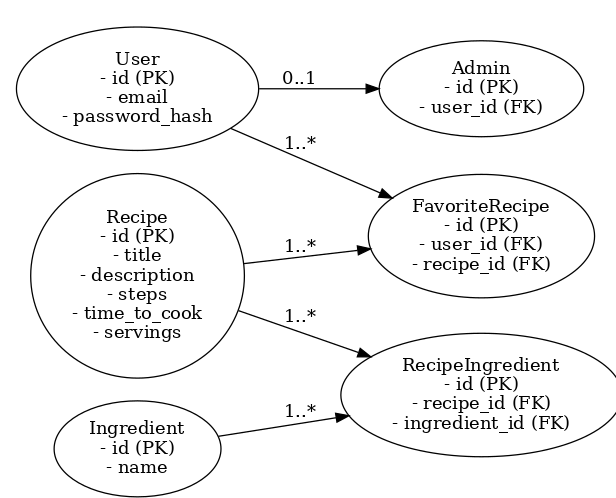 User
- id (PK)
- email
- password_hash
0..1
Admin
- id (PK)
- user_id (FK)
1..*
Recipe
- id (PK)
- title
- description
- steps
- time_to_cook
- servings
1..*
FavoriteRecipe
- id (PK)
- user_id (FK)
- recipe_id (FK)
1..*
RecipeIngredient
- id (PK)
- recipe_id (FK)
- ingredient_id (FK)
Ingredient
- id (PK)
- name
1..*